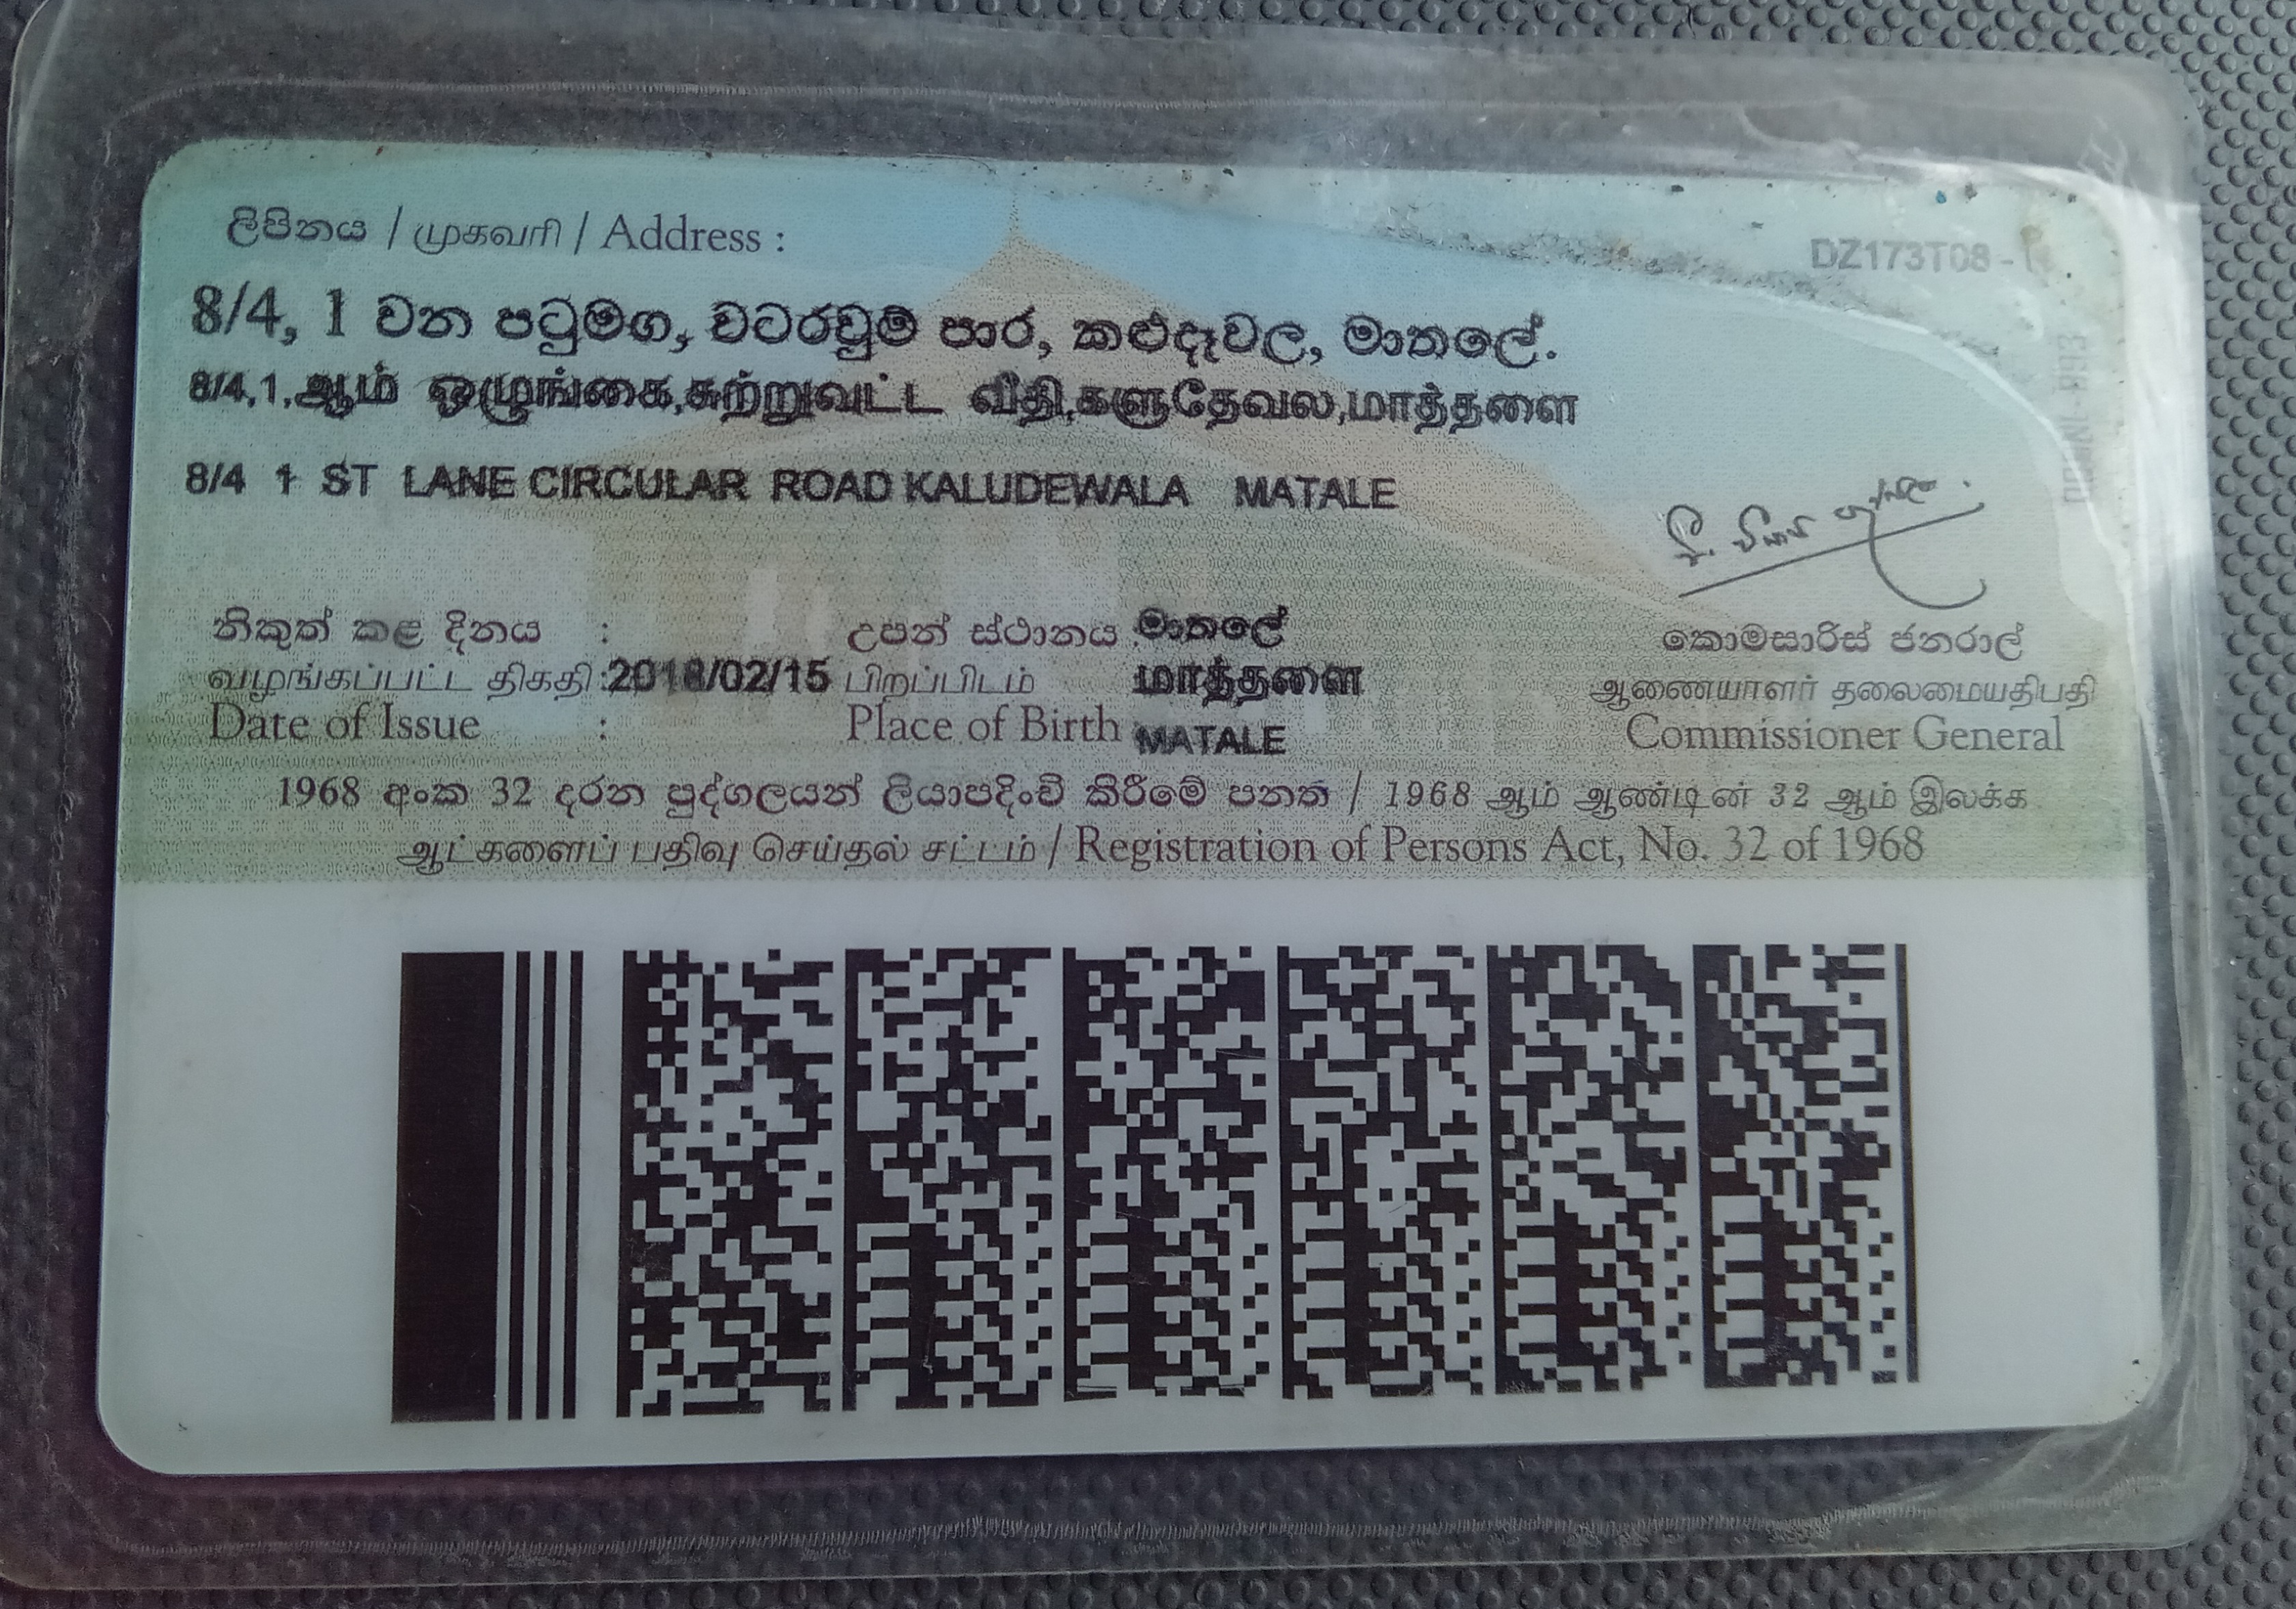 ලිපිනය / முகவரி / Address :
DZ173T08 -
8/4, 1 වන පටුමග, වටරවුම් පාර, කළුදෑවල, මාතලේ.
8/4,1,ஆம் ஒழுங்கை,சுற்றுவட்ட வீதி,களுதேவல,மாத்தளை
8/4 1 ST LANE CIRCULAR ROAD KALUDEWALA MATALE
නිකුත් කළ දිනය : උපන් ස්ථානය : මාතලේ
வழங்கப்பட்ட திகதி :2018/02/15 பிறப்பிடம் மாத்தளை
Date of Issue : Place of Birth MATALE
කොමසාරිස් ජනරාල්
ஆணையாளர் தலைமையதிபதி
Commissioner General
1968 අංක 32 දරන පුද්ගලයන් ලියාපදිංචි කිරීමේ පනත / 1968 ஆம் ஆண்டின் 32 ஆம் இலக்க
ஆட்களைப் பதிவு செய்தல் சட்டம் / Registration of Persons Act, No. 32 of 1968